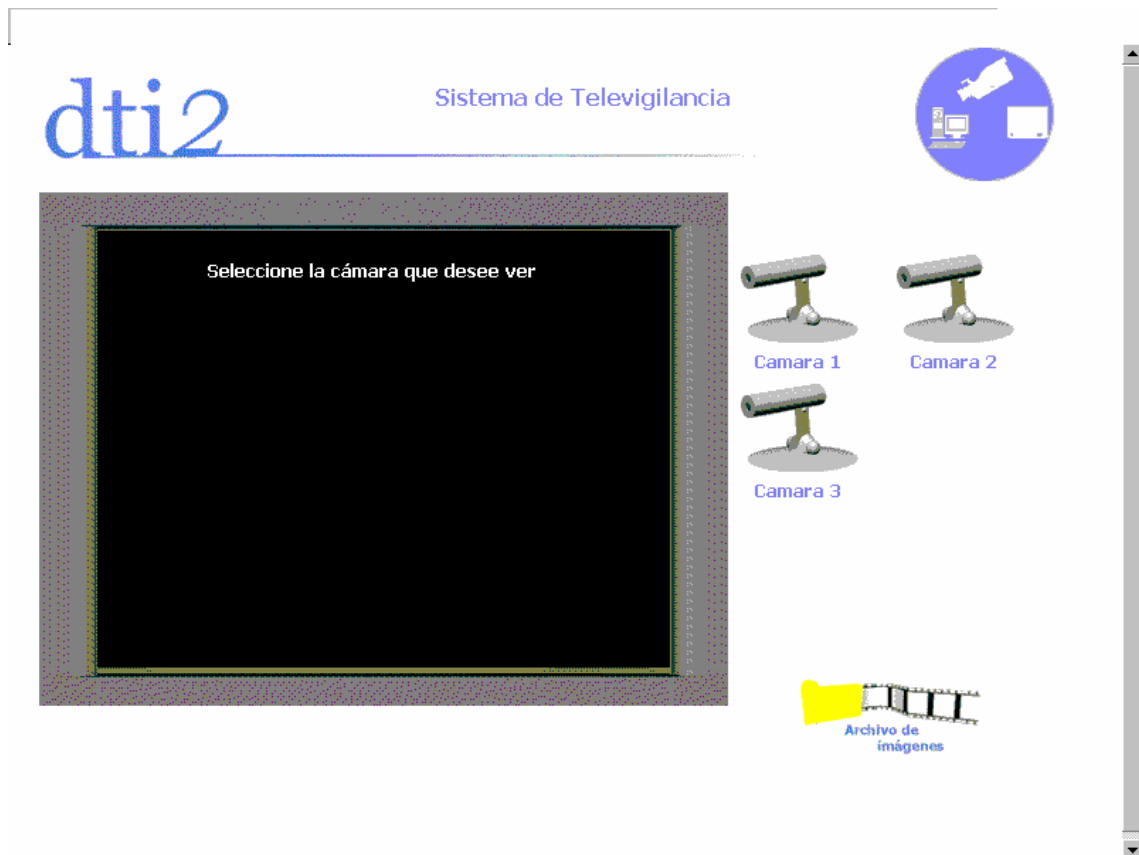 dti2
Sistema de Televigilancia
Seleccione la cámara que desee ver
Camara 1
Camara 2
Camara 3
Archivo de
imágenes